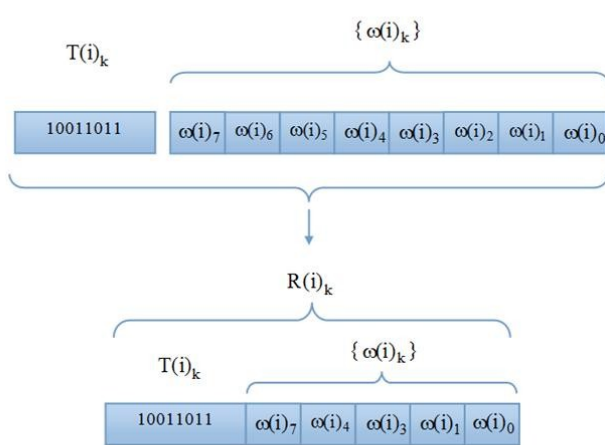 {ω(i)ₖ}
T(i)ₖ
10011011 ω(i)₇ ω(i)₆ ω(i)₅ ω(i)₄ ω(i)₃ ω(i)₂ ω(i)₁ ω(i)₀
R(i)ₖ
{ω(i)ₖ}
T(i)ₖ
10011011 ω(i)₇ ω(i)₄ ω(i)₃ ω(i)₁ ω(i)₀